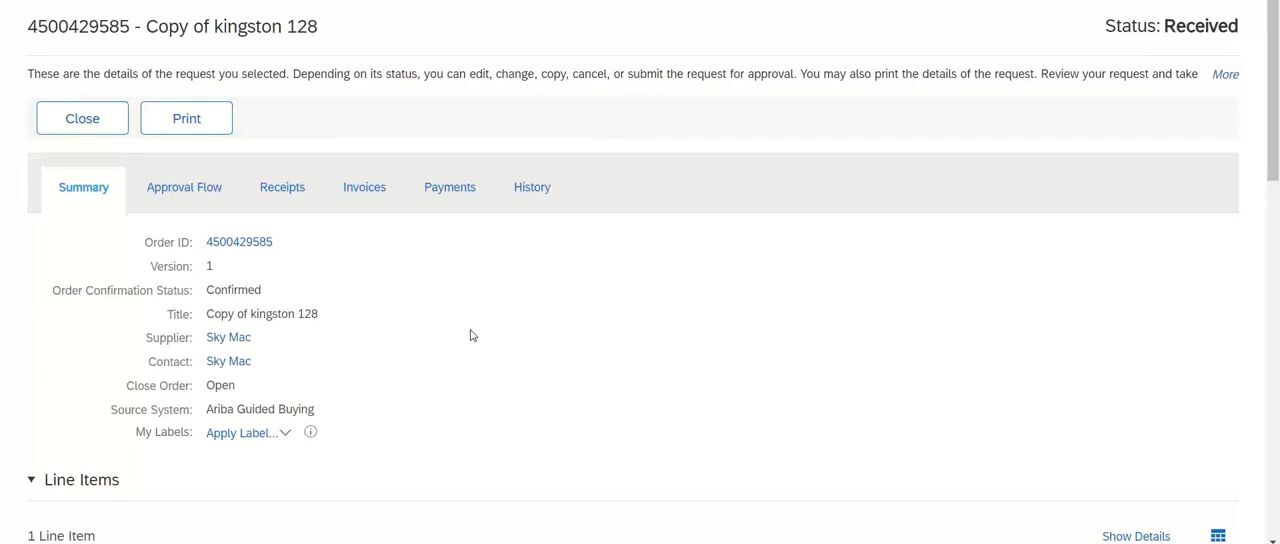 4500429585 - Copy of kingston 128
Status: Received
These are the details of the request you selected. Depending on its status, you can edit, change, copy, cancel, or submit the request for approval. You may also print the details of the request. Review your request and take More
Close Print
Summary Approval Flow Receipts Invoices Payments History
Order ID: 4500429585
Version: 1
Order Confirmation Status: Confirmed
Title: Copy of kingston 128
Supplier: Sky Mac
Contact: Sky Mac
Close Order: Open
Source System: Ariba Guided Buying
My Labels: Apply Label...
Line Items
1 Line Item Show Details